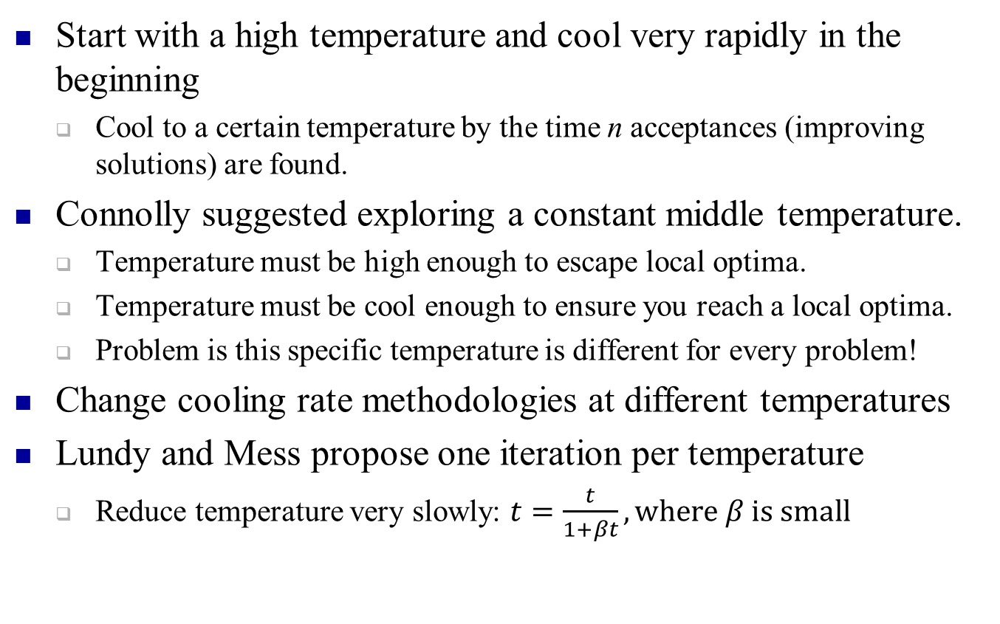 ■ Start with a high temperature and cool very rapidly in the
beginning
❑ Cool to a certain temperature by the time n acceptances (improving
solutions) are found.
■ Connolly suggested exploring a constant middle temperature.
❑ Temperature must be high enough to escape local optima.
❑ Temperature must be cool enough to ensure you reach a local optima.
❑ Problem is this specific temperature is different for every problem!
■ Change cooling rate methodologies at different temperatures
■ Lundy and Mess propose one iteration per temperature
❑ Reduce temperature very slowly: t = t/(1+βt), where β is small